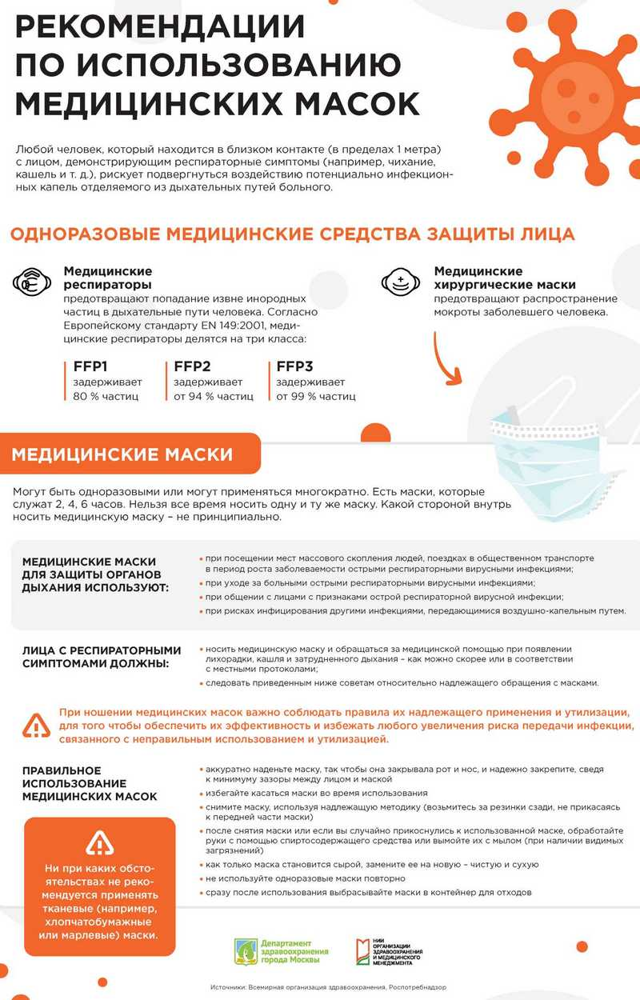 РЕКОМЕНДАЦИИ
ПО ИСПОЛЬЗОВАНИЮ
МЕДИЦИНСКИХ МАСОК
Любой человек, который находится в близком контакте (в пределах 1 метра)
с лицом, демонстрирующим респираторные симптомы (например, чихание,
кашель и т. д.), рискует подвергнуться воздействию потенциально инфекцион-
ных капель отделяемого из дыхательных путей больного.
ОДНОРАЗОВЫЕ МЕДИЦИНСКИЕ СРЕДСТВА ЗАЩИТЫ ЛИЦА
Медицинские
респираторы
предотвращают попадание извне инородных
частиц в дыхательные пути человека. Согласно
Европейскому стандарту EN 149:2001, меди-
цинские респираторы делятся на три класса:
FFP1
задерживает
80 % частиц
FFP2
задерживает
от 94 % частиц
FFP3
задерживает
от 99 % частиц
Медицинские
хирургические маски
предотвращают распространение
мокроты заболевшего человека.
МЕДИЦИНСКИЕ МАСКИ
Могут быть одноразовыми или могут применяться многократно. Есть маски, которые
служат 2, 4, 6 часов. Нельзя все время носить одну и ту же маску. Какой стороной внутрь
носить медицинскую маску – не принципиально.
МЕДИЦИНСКИЕ МАСКИ
ДЛЯ ЗАЩИТЫ ОРГАНОВ
ДЫХАНИЯ ИСПОЛЬЗУЮТ:
• при посещении мест массового скопления людей, поездках в общественном транспорте
в период роста заболеваемости острыми респираторными вирусными инфекциями;
• при уходе за больными острыми респираторными вирусными инфекциями;
• при общении с лицами с признаками острой респираторной вирусной инфекции;
• при рисках инфицирования другими инфекциями, передающимися воздушно-капельным путем.
ЛИЦА С РЕСПИРАТОРНЫМИ
СИМПТОМАМИ ДОЛЖНЫ:
• носить медицинскую маску и обращаться за медицинской помощью при появлении
лихорадки, кашля и затрудненного дыхания – как можно скорее или в соответствии
с местными протоколами;
• следовать приведенным ниже советам относительно надлежащего обращения с масками.
При ношении медицинских масок важно соблюдать правила их надлежащего применения и утилизации,
для того чтобы обеспечить их эффективность и избежать любого увеличения риска передачи инфекции,
связанного с неправильным использованием и утилизацией.
ПРАВИЛЬНОЕ
ИСПОЛЬЗОВАНИЕ
МЕДИЦИНСКИХ МАСОК
• аккуратно наденьте маску, так чтобы она закрывала рот и нос, и надежно закрепите, сведя
к минимуму зазоры между лицом и маской
• избегайте касаться маски во время использования
• снимите маску, используя надлежащую методику (возьмитесь за резинки сзади, не прикасаясь
к передней части маски)
• после снятия маски или если вы случайно прикоснулись к использованной маске, обработайте
руки с помощью спиртосодержащего средства или вымойте их с мылом (при наличии видимых
загрязнений)
• как только маска становится сырой, замените ее на новую – чистую и сухую
• не используйте одноразовые маски повторно
• сразу после использования выбрасывайте маски в контейнер для отходов
Ни при каких обсто-
ятельствах не реко-
мендуется применять
тканевые (например,
хлопчатобумажные
или марлевые) маски.
Департамент
здравоохранения
города Москвы
НИИ
ОРГАНИЗАЦИИ
ЗДРАВООХРАНЕНИЯ
И МЕДИЦИНСКОГО
МЕНЕДЖМЕНТА
Источники: Всемирная организация здравоохранения, Роспотребнадзор